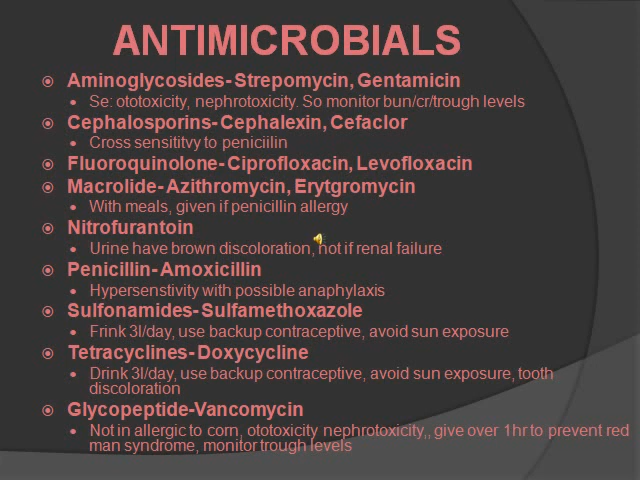 ANTIMICROBIALS
Aminoglycosides- Strepomycin, Gentamicin
Se: ototoxicity, nephrotoxicity. So monitor bun/cr/trough levels
Cephalosporins- Cephalexin, Cefaclor
Cross sensititvy to peniciilin
Fluoroquinolone- Ciprofloxacin, Levofloxacin
Macrolide- Azithromycin, Erytgromycin
With meals, given if penicillin allergy
Nitrofurantoin
Urine have brown discoloration, not if renal failure
Penicillin- Amoxicillin
Hypersenstivity with possible anaphylaxis
Sulfonamides- Sulfamethoxazole
Frink 3l/day, use backup contraceptive, avoid sun exposure
Tetracyclines- Doxycycline
Drink 3l/day, use backup contraceptive, avoid sun exposure, tooth
discoloration
Glycopeptide-Vancomycin
Not in allergic to corn, ototoxicity nephrotoxicity,, give over 1hr to prevent red
man syndrome, monitor trough levels